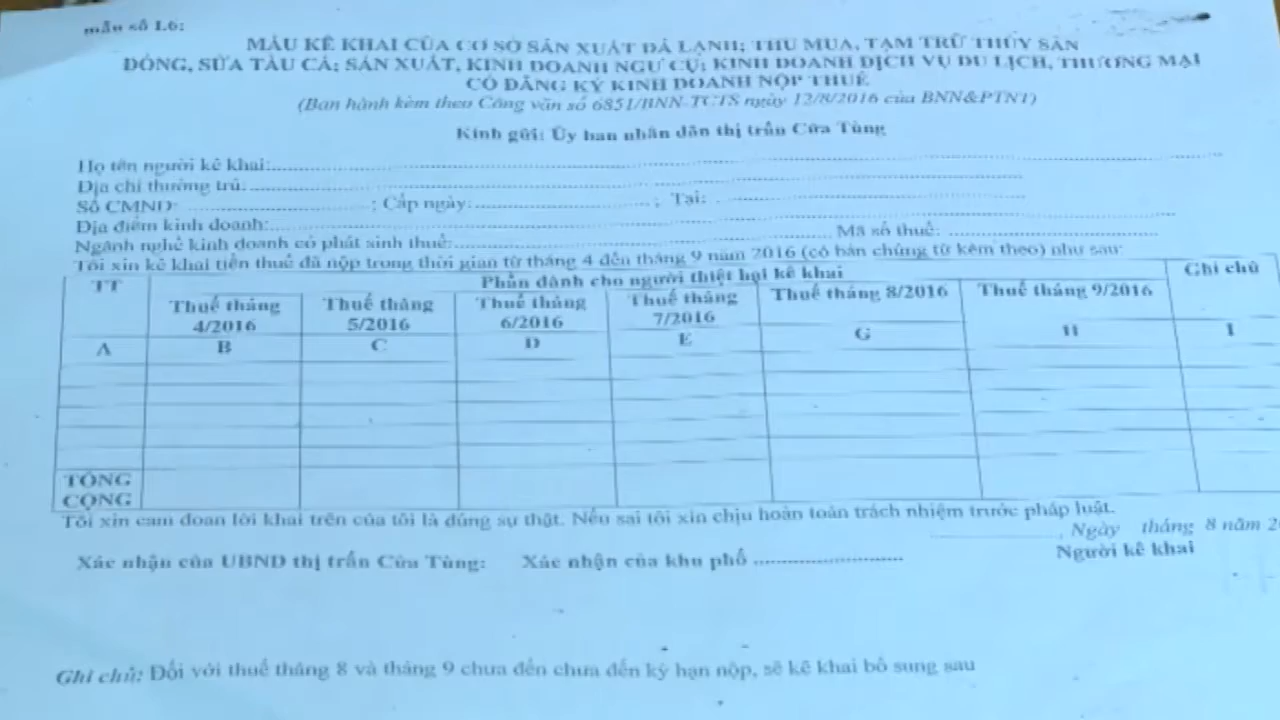 mẫu số 1.6:
MẪU KÊ KHAI CỦA CƠ SỞ SẢN XUẤT ĐÁ LẠNH; THU MUA, TẠM TRỮ THỦY SẢN
ĐÓNG, SỬA TÀU CÁ; SẢN XUẤT, KINH DOANH NGƯ CỤ; KINH DOANH DỊCH VỤ DU LỊCH, THƯƠNG MẠI
CÓ ĐĂNG KÝ KINH DOANH NỘP THUẾ
(Ban hành kèm theo Công văn số 6851/BNN-TCTS ngày 12/8/2016 của BNN&PTNT)
Kính gửi: Ủy ban nhân dân thị trấn Cửa Tùng
Họ tên người kê khai:
Địa chỉ thường trú:
Số CMND: ; Cấp ngày: ; Tại:
Địa điểm kinh doanh:
Ngành nghề kinh doanh có phát sinh thuế: Mã số thuế:
Tôi xin kê khai tiền thuế đã nộp trong thời gian từ tháng 4 đến tháng 9 năm 2016 (có bản chứng từ kèm theo) như sau:
TT Phần dành cho người thiệt hại kê khai Ghi chú
Thuế tháng 4/2016 Thuế tháng 5/2016 Thuế tháng 6/2016 Thuế tháng 7/2016 Thuế tháng 8/2016 Thuế tháng 9/2016
A B C D E G H I
TỔNG
CỘNG
Tôi xin cam đoan lời khai trên của tôi là đúng sự thật. Nếu sai tôi xin chịu hoàn toàn trách nhiệm trước pháp luật.
, Ngày tháng 8 năm 2
Xác nhận của UBND thị trấn Cửa Tùng: Xác nhận của khu phố Người kê khai
Ghi chú: Đối với thuế tháng 8 và tháng 9 chưa đến chưa đến kỳ hạn nộp, sẽ kê khai bổ sung sau